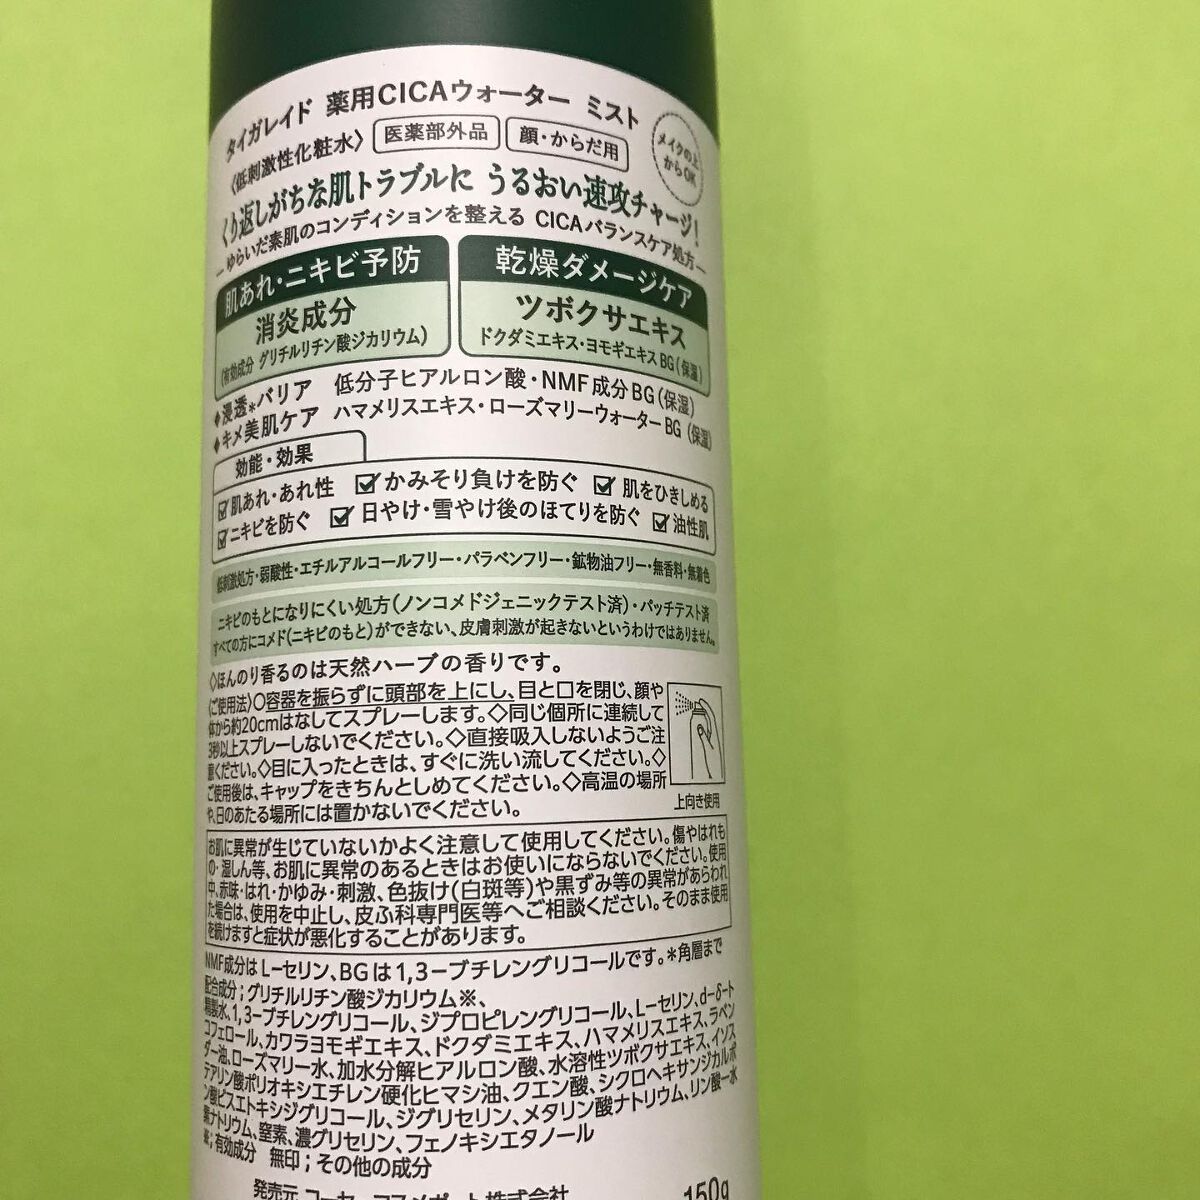 タイガレイド 薬用CICAウォーター ミスト
〈低刺激性化粧水〉 医薬部外品 顔・からだ用
メイクの上
からOK
くり返しがちな肌トラブルに うるおい速攻チャージ!
― ゆらいだ素肌のコンディションを整える CICAバランスケア処方 ―
肌あれ・ニキビ予防
消炎成分
(有効成分 グリチルリチン酸ジカリウム)
乾燥ダメージケア
ツボクサエキス
ドクダミエキス・ヨモギエキスBG(保湿)
◆浸透*バリア 低分子ヒアルロン酸・NMF成分BG(保湿)
◆キメ美肌ケア ハマメリスエキス・ローズマリーウォーターBG(保湿)
効能・効果
☑肌あれ・あれ性 ☑かみそり負けを防ぐ ☑肌をひきしめる
☑ニキビを防ぐ ☑日やけ・雪やけ後のほてりを防ぐ ☑油性肌
低刺激処方・弱酸性・エチルアルコールフリー・パラベンフリー・鉱物油フリー・無香料・無着色
ニキビのもとになりにくい処方(ノンコメドジェニックテスト済)・パッチテスト済
すべての方にコメド(ニキビのもと)ができない、皮膚刺激が起きないというわけではありません。
◇ほんのり香るのは天然ハーブの香りです。
〈ご使用法〉○容器を振らずに頭部を上にし、目と口を閉じ、顔や
体から約20cmはなしてスプレーします。◇同じ個所に連続して
3秒以上スプレーしないでください。◇直接吸入しないようご注
意ください。◇目に入ったときは、すぐに洗い流してください。◇
ご使用後は、キャップをきちんとしめてください。◇高温の場所
や、日のあたる場所には置かないでください。
上向き使用
お肌に異常が生じていないかよく注意して使用してください。傷やはれも
の・湿しん等、お肌に異常のあるときはお使いにならないでください。使用
中、赤味・はれ・かゆみ・刺激、色抜け(白斑等)や黒ずみ等の異常があらわれ
た場合は、使用を中止し、皮ふ科専門医等へご相談ください。そのまま使用
を続けますと症状が悪化することがあります。
NMF成分はL-セリン、BGは1,3-ブチレングリコールです。*角層まで
配合成分;グリチルリチン酸ジカリウム※、
精製水、1,3-ブチレングリコール、ジプロピレングリコール、L-セリン、d-δ-ト
コフェロール、カワラヨモギエキス、ドクダミエキス、ハマメリスエキス、ラベン
ダー油、ローズマリー水、加水分解ヒアルロン酸、水溶性ツボクサエキス、イソス
テアリン酸ポリオキシエチレン硬化ヒマシ油、クエン酸、シクロヘキサンジカルボ
ン酸ビスエトキシジグリコール、ジグリセリン、メタリン酸ナトリウム、リン酸一水
素ナトリウム、窒素、濃グリセリン、フェノキシエタノール
※;有効成分 無印;その他の成分
発売元 コーセーコスメポート株式会社
150g